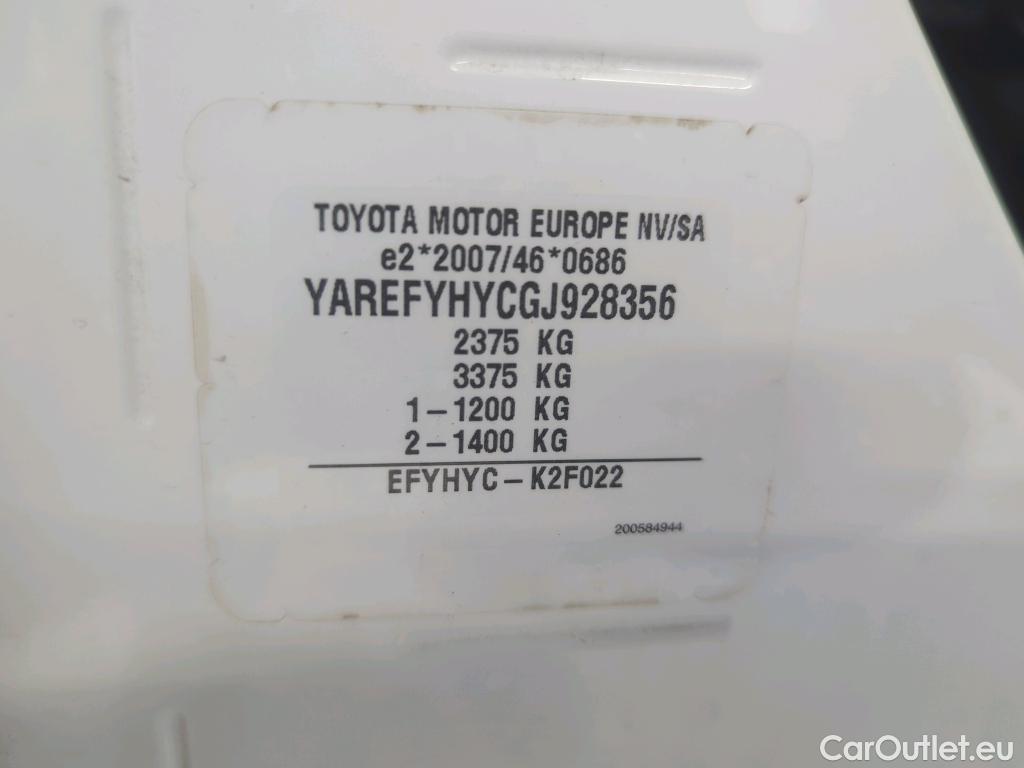 TOYOTA MOTOR EUROPE NV/SA
e2*2007/46*0686
YAREFYHYCGJ928356
2375 KG
3375 KG
1-1200 KG
2-1400 KG
EFYHYC-K2F022
200584944
CarOutlet.eu